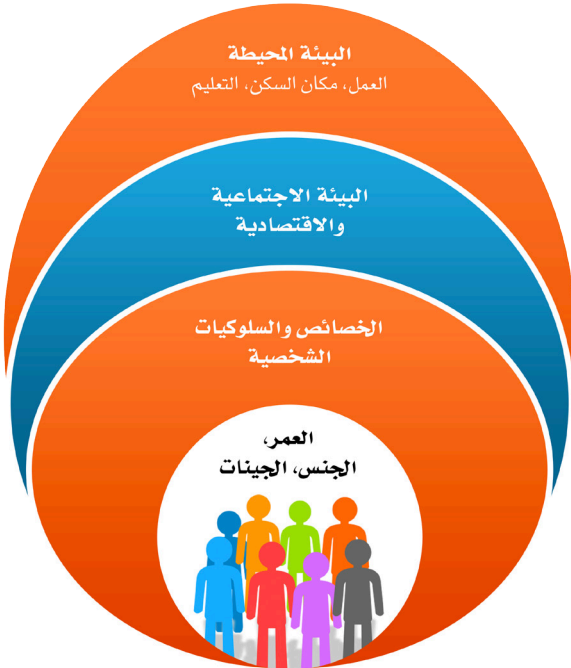 البيئة المحيطة
العمل، مكان السكن، التعليم
البيئة الاجتماعية
والاقتصادية
الخصائص والسلوكيات
الشخصية
العمر،
الجنس، الجينات